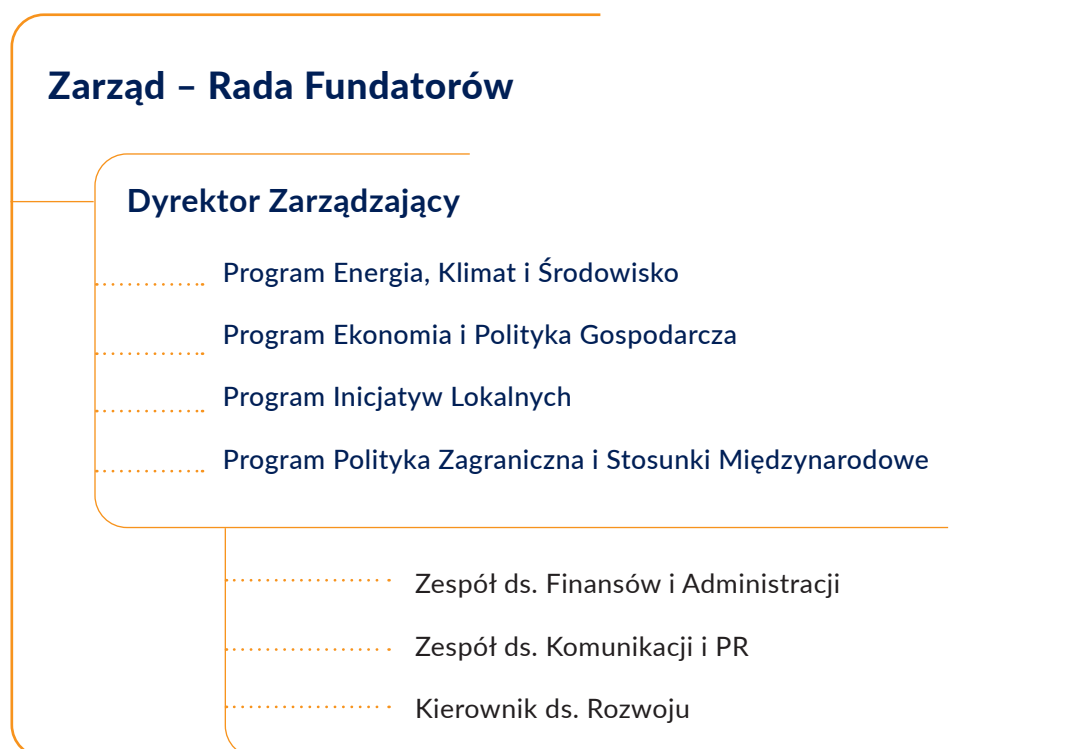 Zarząd – Rada Fundatorów
Dyrektor Zarządzający
Program Energia, Klimat i Środowisko
Program Ekonomia i Polityka Gospodarcza
Program Inicjatyw Lokalnych
Program Polityka Zagraniczna i Stosunki Międzynarodowe
Zespół ds. Finansów i Administracji
Zespół ds. Komunikacji i PR
Kierownik ds. Rozwoju